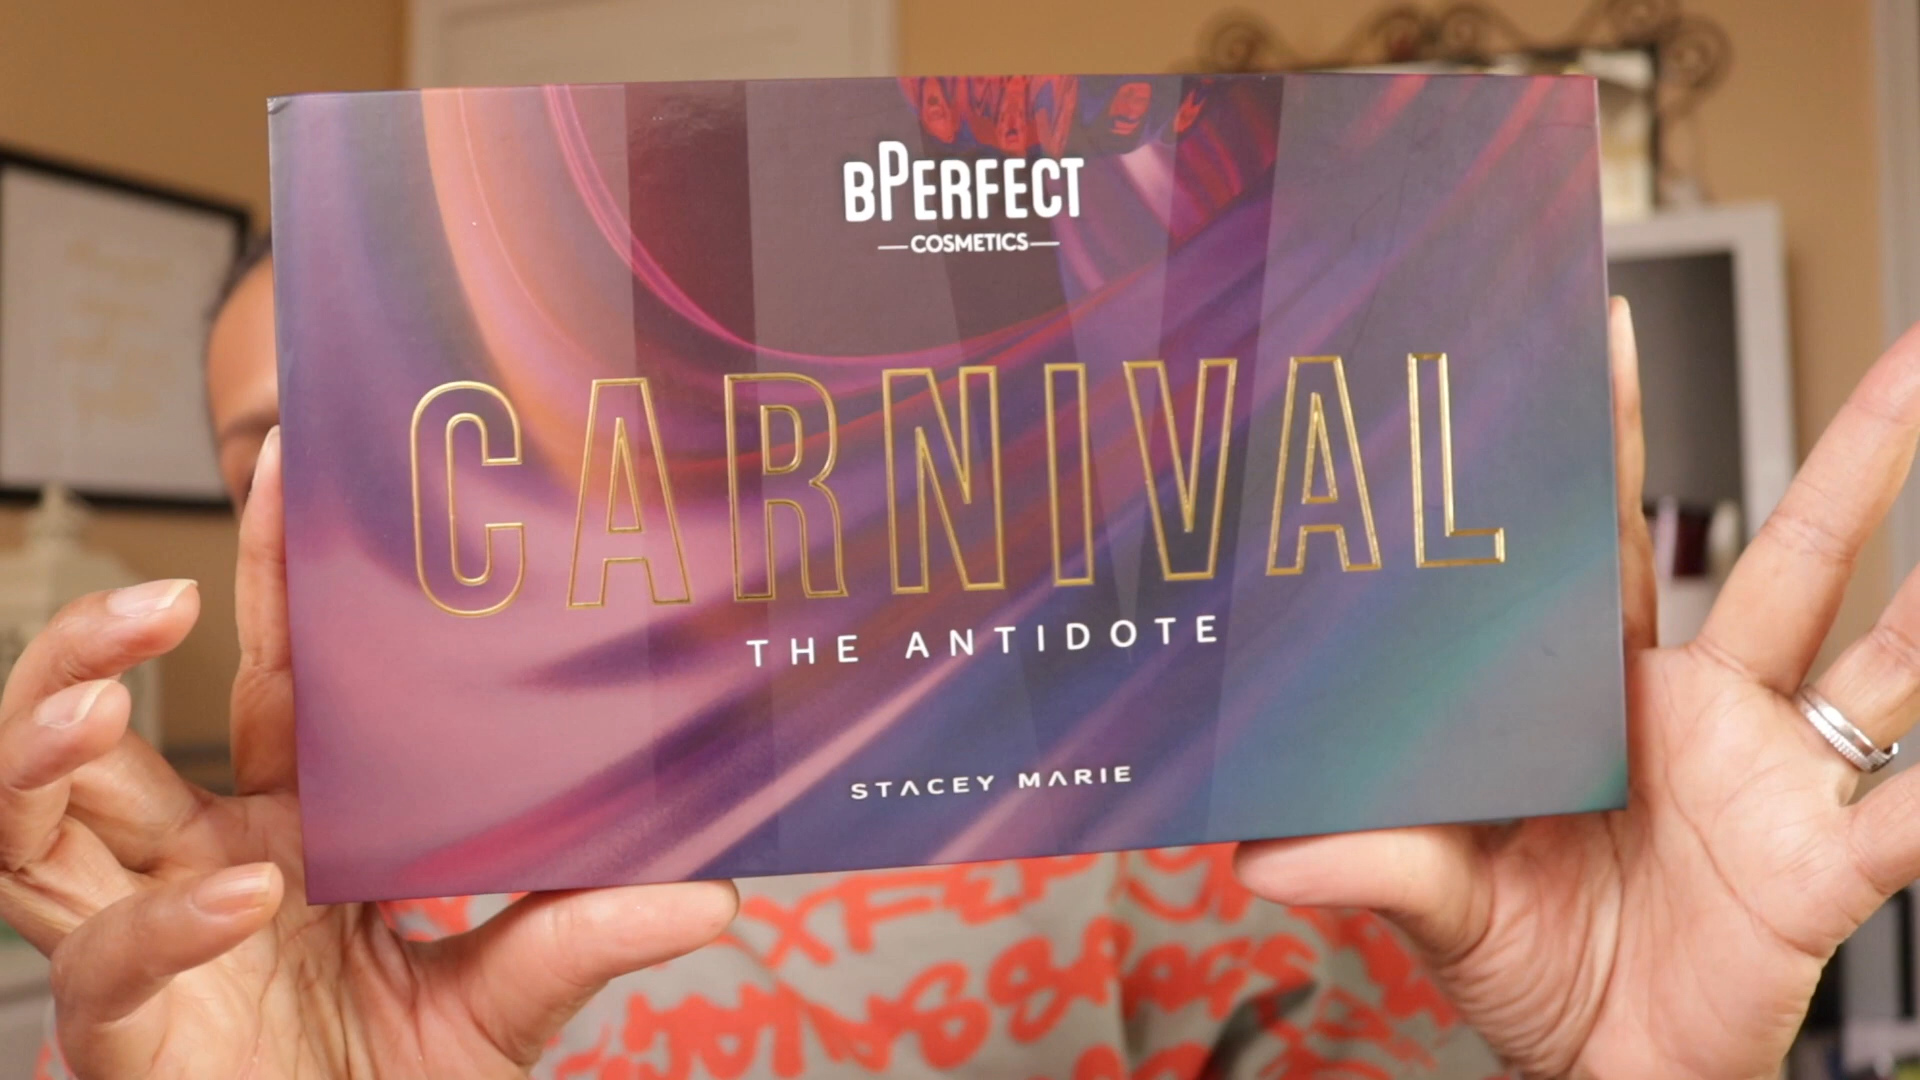 BPERFECT
COSMETICS
CARNIVAL
THE ANTIDOTE
STACEY MARIE